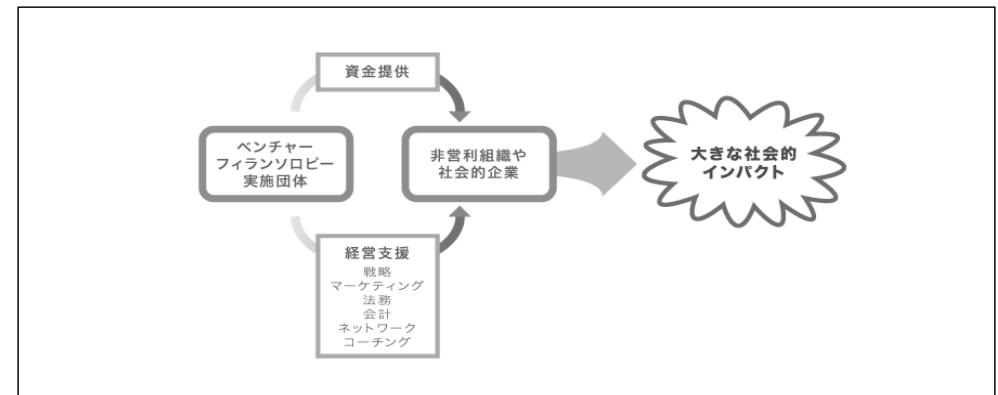 資金提供
ベンチャー
フィランソロピー
実施団体
非営利組織や
社会的企業
大きな社会的
インパクト
経営支援
戦略
マーケティング
法務
会計
ネットワーク
コーチング